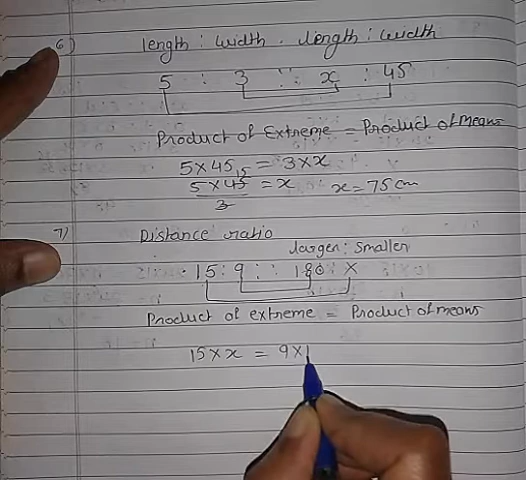 6) length : width . length : width
5 : 3 :: x : 45
Product of Extreme = Product of Means
5 x 45 = 3 x x
5 x 45 15 = x x = 75 cm
3
7) Distance ratio
larger : smaller
15 : 9 :: 180 : x
Product of extreme = Product of means
15 x x = 9 x 1